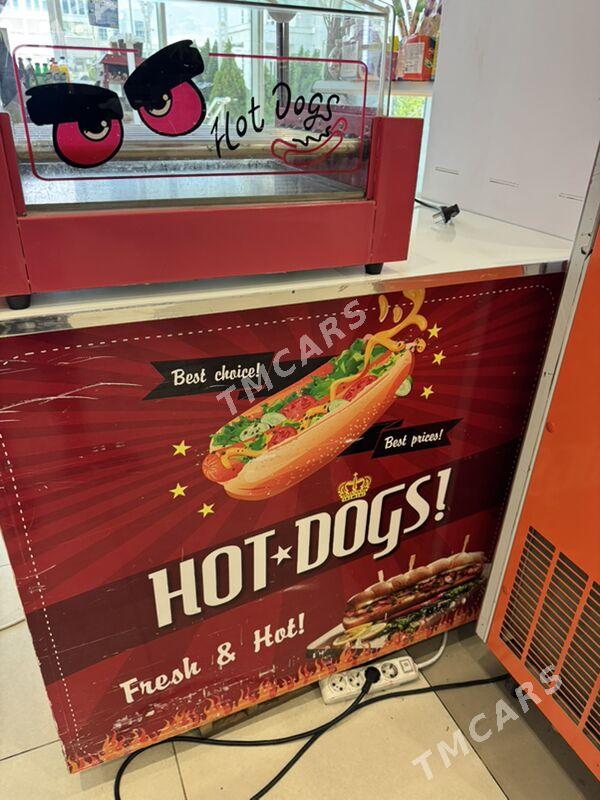 Hot Dogs
Best choice!
TMCARS
Best prices!
HOT★DOGS!
Fresh & Hot!
TMCARS